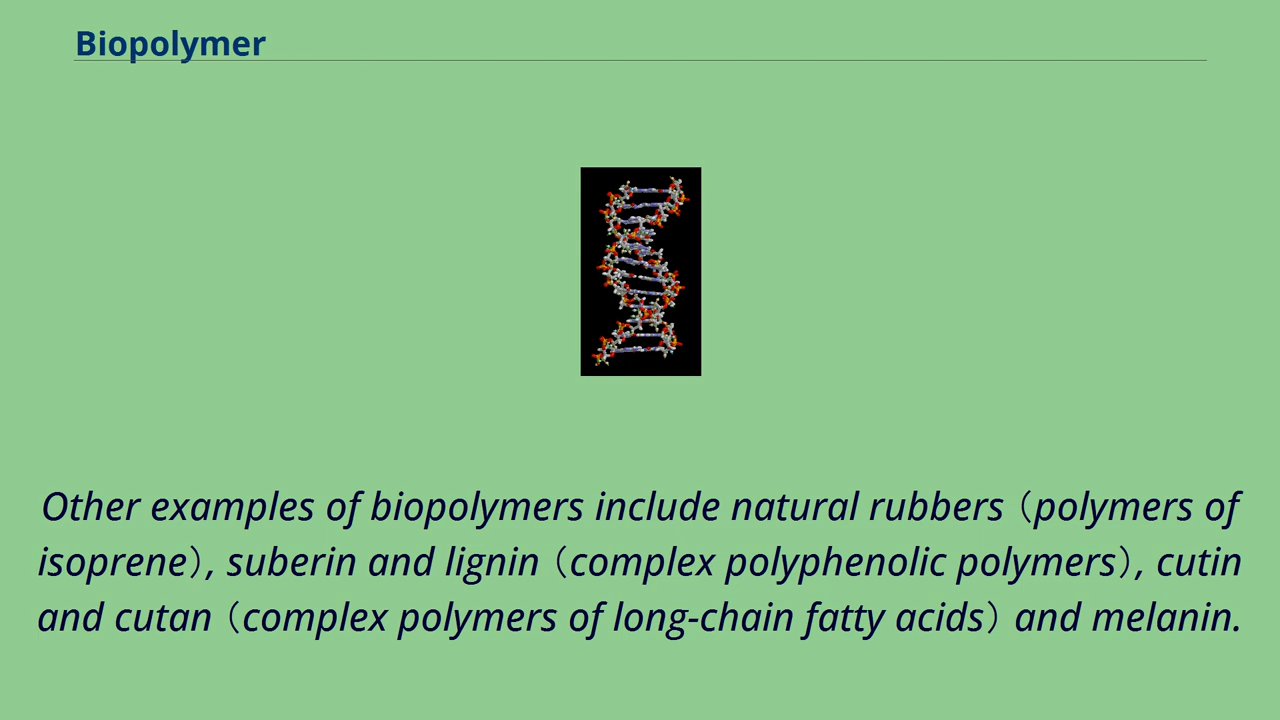 Biopolymer
Other examples of biopolymers include natural rubbers (polymers of
isoprene), suberin and lignin (complex polyphenolic polymers), cutin
and cutan (complex polymers of long-chain fatty acids) and melanin.